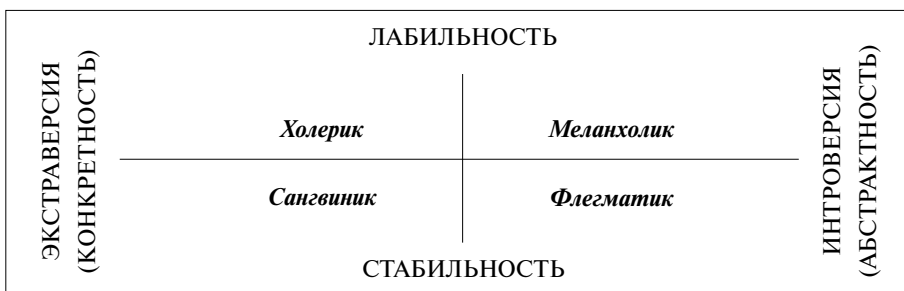 ЛАБИЛЬНОСТЬ
ЭКСТРАВЕРСИЯ
(КОНКРЕТНОСТЬ)
Холерик
Меланхолик
Сангвиник
Флегматик
ИНТРОВЕРСИЯ
(АБСТРАКТНОСТЬ)
СТАБИЛЬНОСТЬ